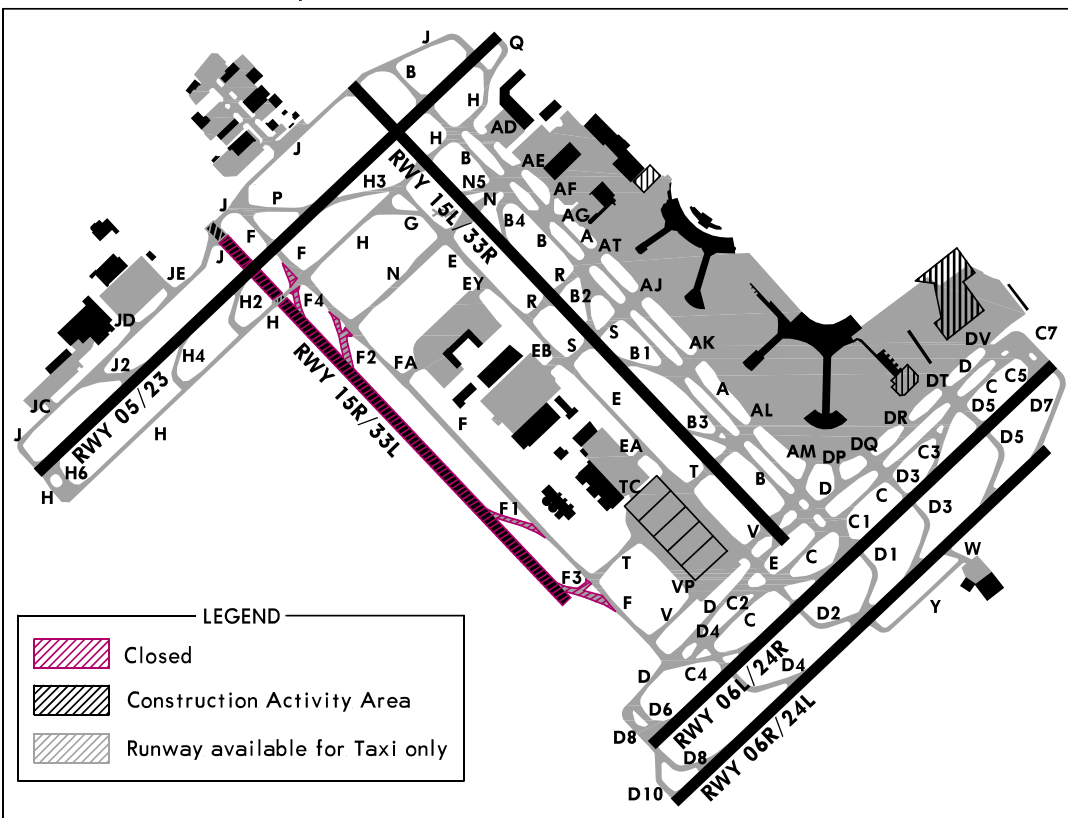 J
Q
B
H
AD
H
J
B
AE
H3
N5
AF
P
N
J
AG
B4
G
A
F
B
AT
RWY 15L/33R
H
F
J
E
R
JE
N
AJ
EY
B2
H2
F4
R
JD
H
S
C7
AK
DV
S
B1
EB
F2
H4
FA
D
J2
C5
DT
C
A
E
D5
D7
JC
AL
RWY 05/23
RWY 15R/33L
DR
F
B3
H
D5
J
EA
DQ
C3
AM
DP
H6
T
D3
B
TC
D
H
C
D3
F1
C1
V
W
D1
C
T
E
F3
VP
F
D
C2
Y
V
C
D2
D4
LEGEND
D4
D
C4
Closed
RWY 06L/24R
D6
Construction Activity Area
D8
Runway available for Taxi only
D8
RWY 06R/24L
D10